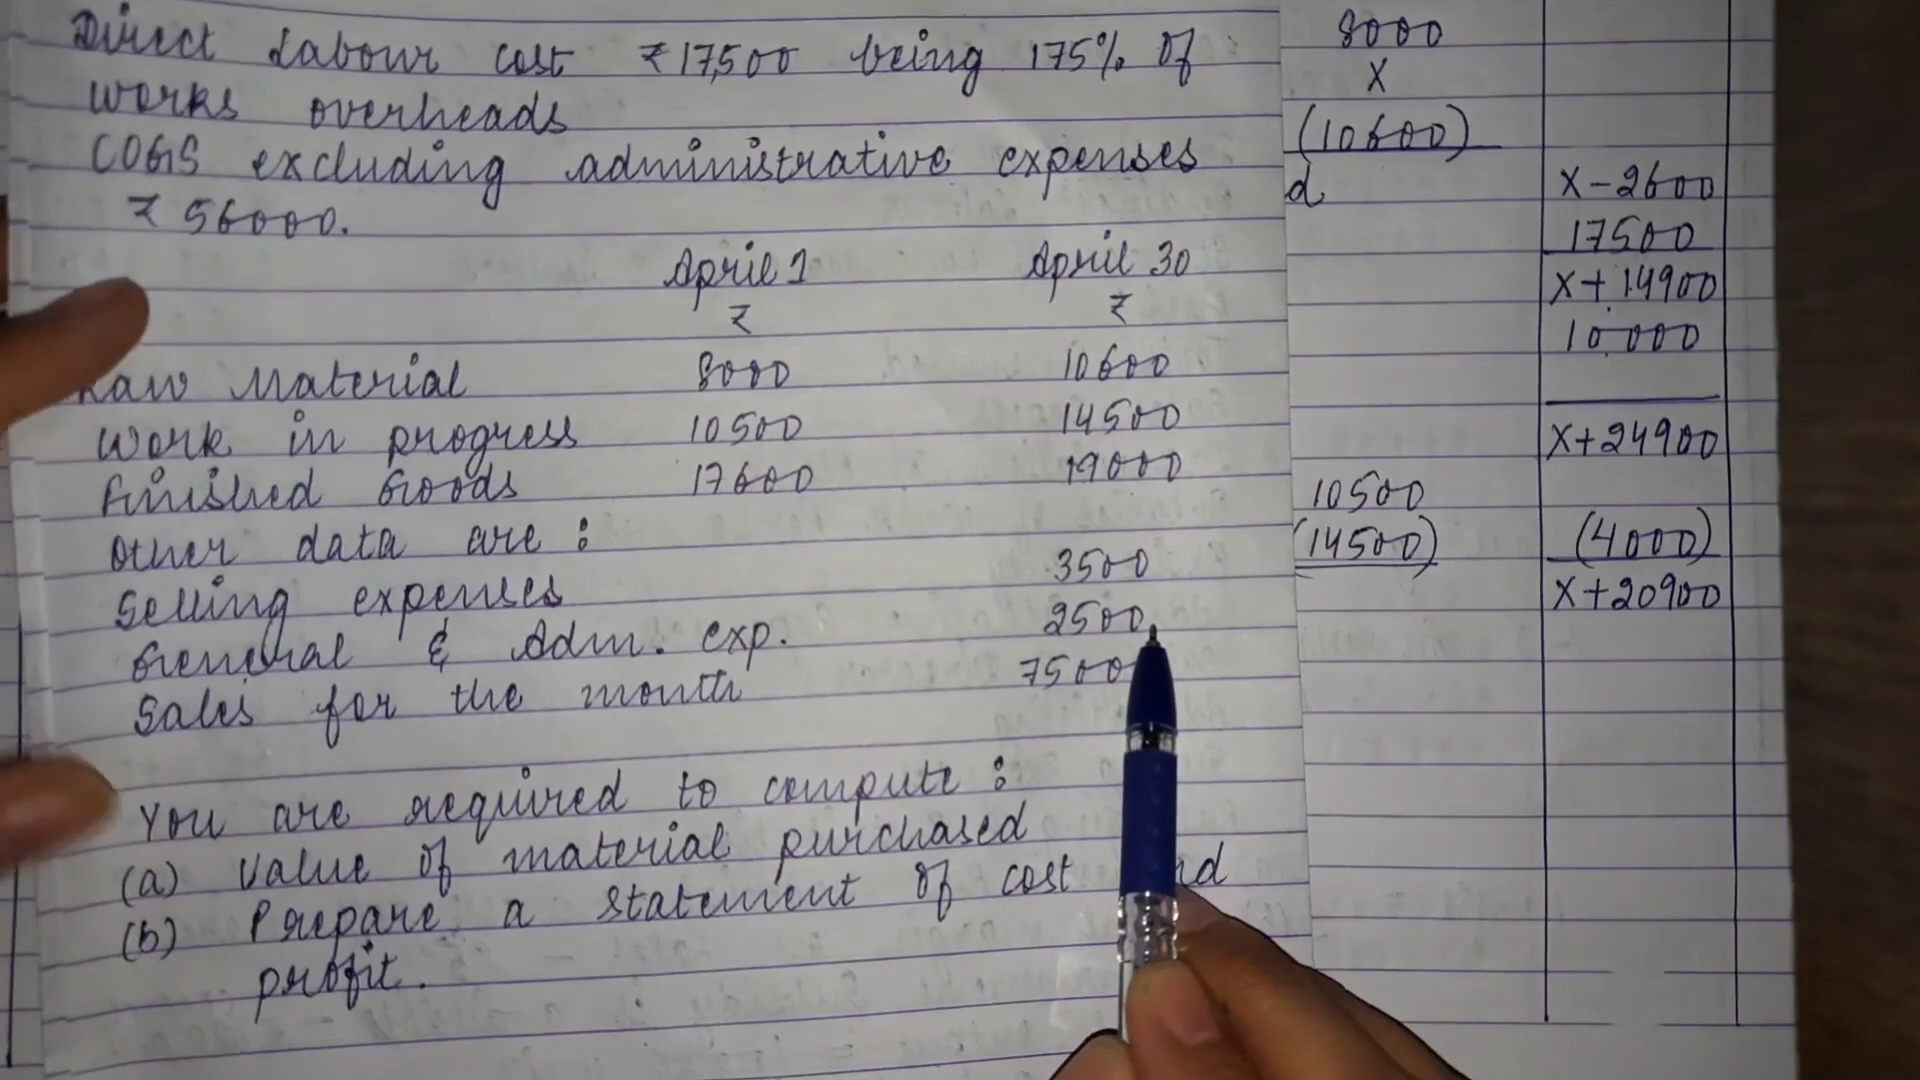 Direct Labour cost ₹17,500 being 175% of
works overheads
COGS excluding administrative expenses
₹ 56000.
April 1 April 30
₹ ₹
Raw Material 8000 10600
Work in progress 10500 14500
Finished Goods 17600 19000
Other data are :
Selling expenses 3500
General & Adm. exp. 2500
Sales for the month 7500
You are required to compute :
(a) Value of material purchased
(b) Prepare a statement of cost
profit.
8000
X
(10600)
d X-2600
17500
X+14900
10000
X+24900
10500
(14500) (4000)
X+20900